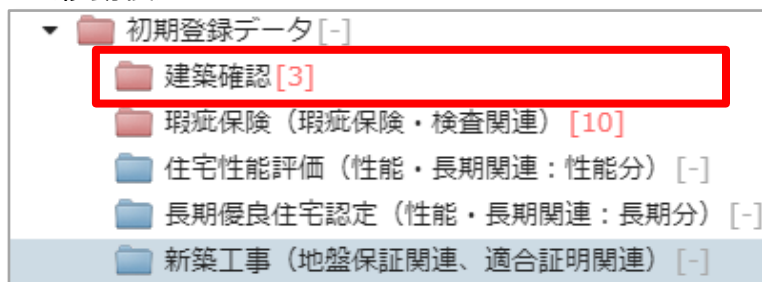 初期登録データ[-]
建築確認[3]
瑕疵保険（瑕疵保険・検査関連）[10]
住宅性能評価（性能・長期関連：性能分）[-]
長期優良住宅認定（性能・長期関連：長期分）[-]
新築工事（地盤保証関連、適合証明関連）[-]